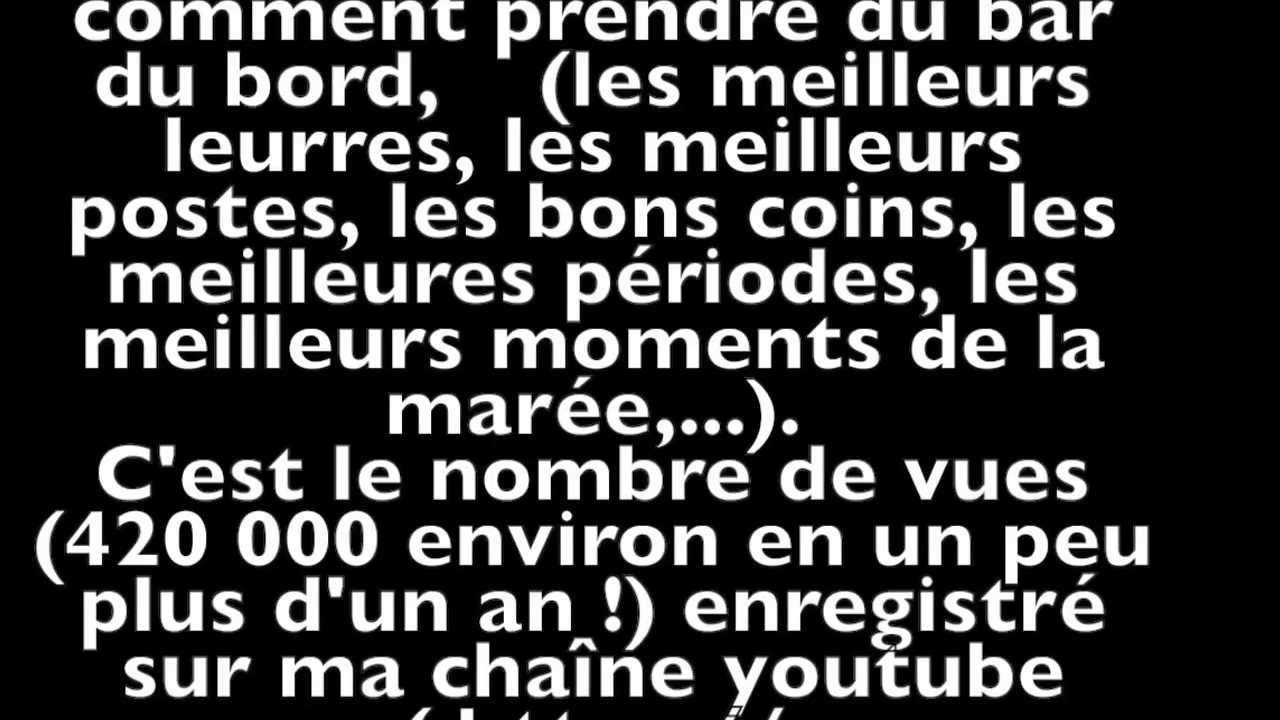 comment prendre du bar
du bord, (les meilleurs
leurres, les meilleurs
postes, les bons coins, les
meilleures périodes, les
meilleurs moments de la
marée,...).
C'est le nombre de vues
(420 000 environ en un peu
plus d'un an !) enregistré
sur ma chaîne youtube